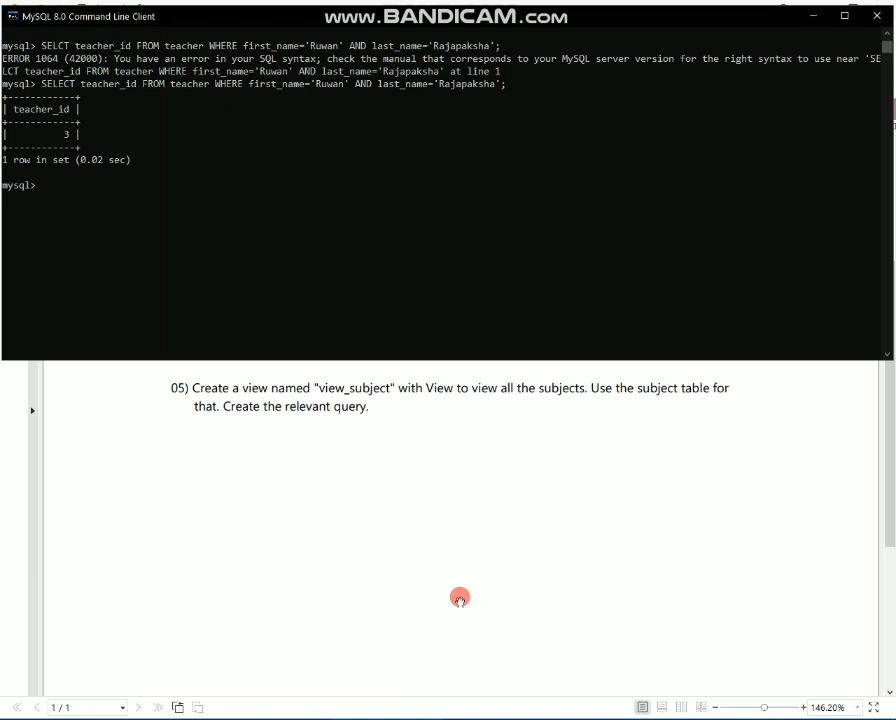 MySQL 8.0 Command Line Client
www.BANDICAM.com
mysql> SELCT teacher_id FROM teacher WHERE first_name='Ruwan' AND last_name='Rajapaksha';
ERROR 1064 (42000): You have an error in your SQL syntax; check the manual that corresponds to your MySQL server version for the right syntax to use near 'SE
LCT teacher_id FROM teacher WHERE first_name='Ruwan' AND last_name='Rajapaksha' at line 1
mysql> SELECT teacher_id FROM teacher WHERE first_name='Ruwan' AND last_name='Rajapaksha';
+------------+
| teacher_id |
+------------+
|          3 |
+------------+
1 row in set (0.02 sec)
mysql>
05) Create a view named "view_subject" with View to view all the subjects. Use the subject table for
that. Create the relevant query.
1 / 1
146.20%